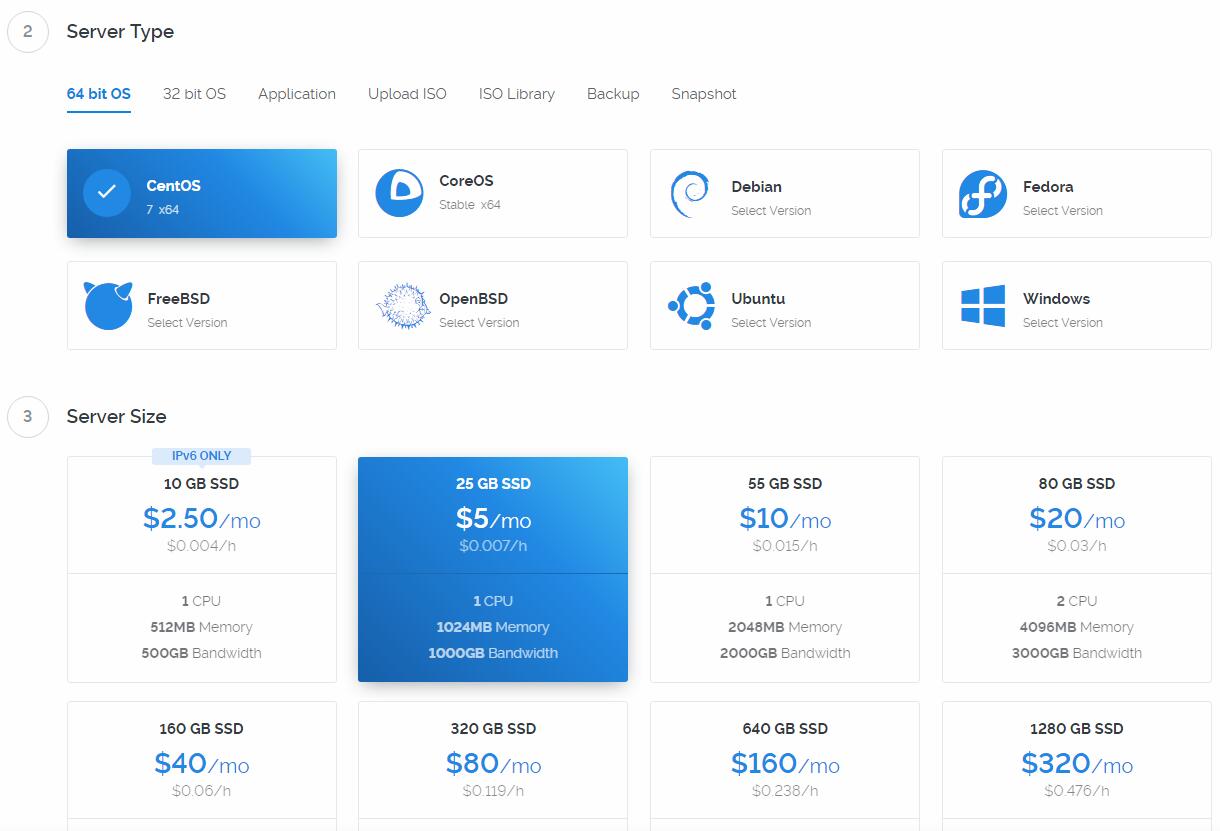 2 Server Type
64 bit OS 32 bit OS Application Upload ISO ISO Library Backup Snapshot
CentOS
7 x64
CoreOS
Stable x64
Debian
Select Version
Fedora
Select Version
FreeBSD
Select Version
OpenBSD
Select Version
Ubuntu
Select Version
Windows
Select Version
3 Server Size
IPv6 ONLY
10 GB SSD
$2.50/mo
$0.004/h
1 CPU
512MB Memory
500GB Bandwidth
25 GB SSD
$5/mo
$0.007/h
1 CPU
1024MB Memory
1000GB Bandwidth
55 GB SSD
$10/mo
$0.015/h
1 CPU
2048MB Memory
2000GB Bandwidth
80 GB SSD
$20/mo
$0.03/h
2 CPU
4096MB Memory
3000GB Bandwidth
160 GB SSD
$40/mo
$0.06/h
320 GB SSD
$80/mo
$0.119/h
640 GB SSD
$160/mo
$0.238/h
1280 GB SSD
$320/mo
$0.476/h